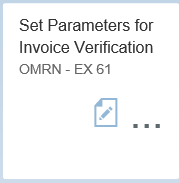 Set Parameters for
Invoice Verification
OMRN - EX 61
...